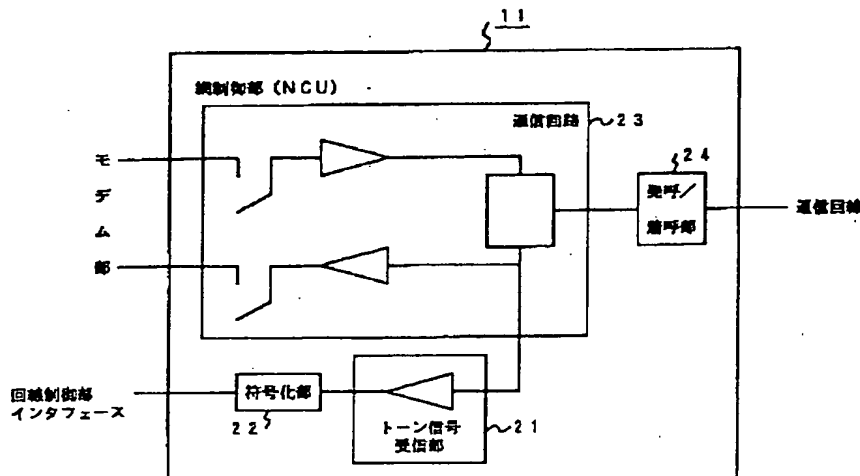 11
網制御部(NCU)
通信回路
23
モデム部
24
発呼/
着呼部
通信回線
回線制御部
インタフェース
符号化部
22
トーン信号
受信部
21